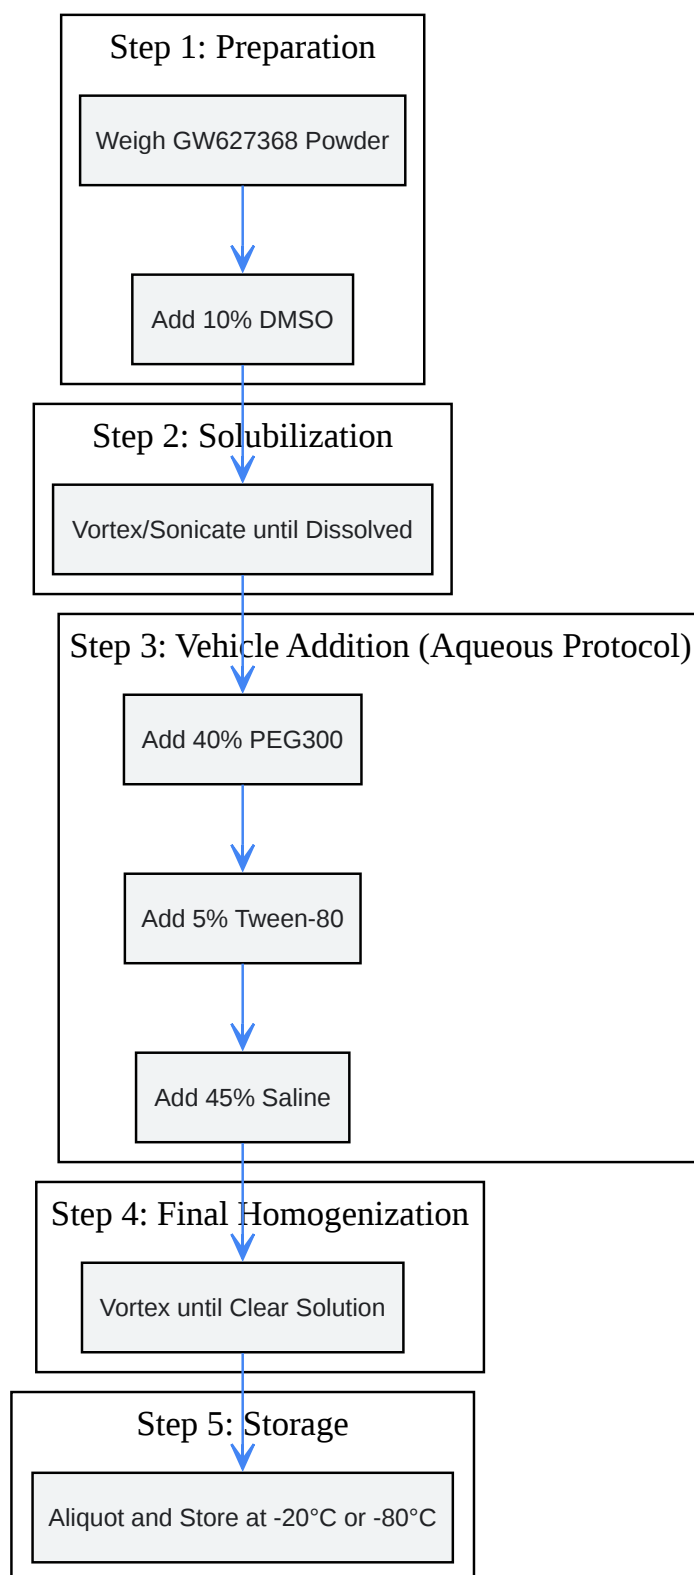 Step 1: Preparation
Weigh GW627368 Powder
Add 10% DMSO
Step 2: Solubilization
Vortex/Sonicate until Dissolved
Step 3: Vehicle Addition (Aqueous Protocol)
Add 40% PEG300
Add 5% Tween-80
Add 45% Saline
Step 4: Final Homogenization
Vortex until Clear Solution
Step 5: Storage
Aliquot and Store at -20°C or -80°C